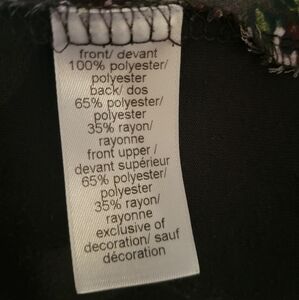 front/ devant
100% polyester/
polyester
back/ dos
65% polyester/
polyester
35% rayon/
rayonne
front upper /
devant supérieur
65% polyester/
polyester
35% rayon/
rayonne
exclusive of
decoration/ sauf
décoration